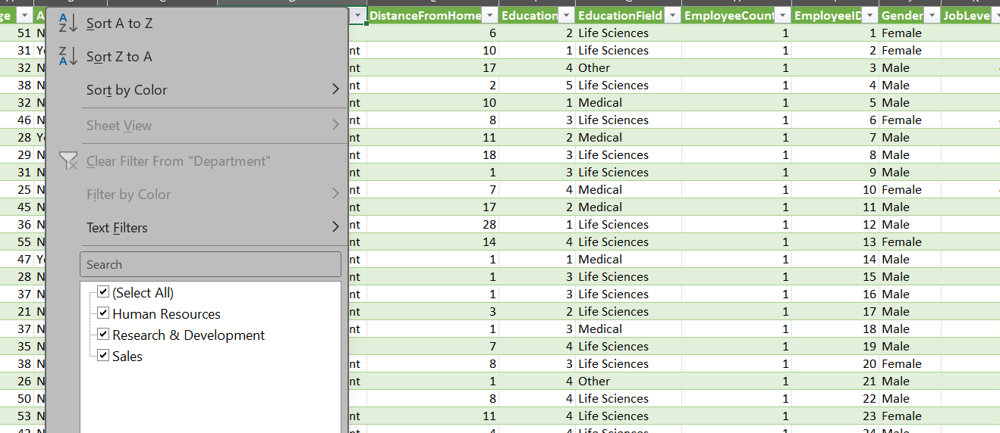 ge A DistanceFromHome Education EducationField EmployeeCount EmployeeID Gender JobLeve
Sort A to Z
Sort Z to A
Sort by Color
Sheet View
Clear Filter From "Department"
Filter by Color
Text Filters
Search
(Select All)
Human Resources
Research & Development
Sales
51 N 6 2 Life Sciences 1 1 Female
31 Y nt 10 1 Life Sciences 1 2 Female
32 N nt 17 4 Other 1 3 Male
38 N nt 2 5 Life Sciences 1 4 Male
32 N nt 10 1 Medical 1 5 Male
46 N nt 8 3 Life Sciences 1 6 Female
28 Y nt 11 2 Medical 1 7 Male
29 N nt 18 3 Life Sciences 1 8 Male
31 N nt 1 3 Life Sciences 1 9 Male
25 N nt 7 4 Medical 1 10 Female
45 N nt 17 2 Medical 1 11 Male
36 N nt 28 1 Life Sciences 1 12 Male
55 N nt 14 4 Life Sciences 1 13 Female
47 Y nt 1 1 Medical 1 14 Male
28 N nt 1 3 Life Sciences 1 15 Male
37 N nt 1 3 Life Sciences 1 16 Male
21 N nt 3 2 Life Sciences 1 17 Male
37 N nt 1 3 Medical 1 18 Male
35 N 7 4 Life Sciences 1 19 Male
38 N nt 8 3 Life Sciences 1 20 Female
26 N nt 1 4 Other 1 21 Male
50 N 8 4 Life Sciences 1 22 Male
53 N nt 11 4 Life Sciences 1 23 Female
42 N nt 4 4 Life Sciences 1 24 Male